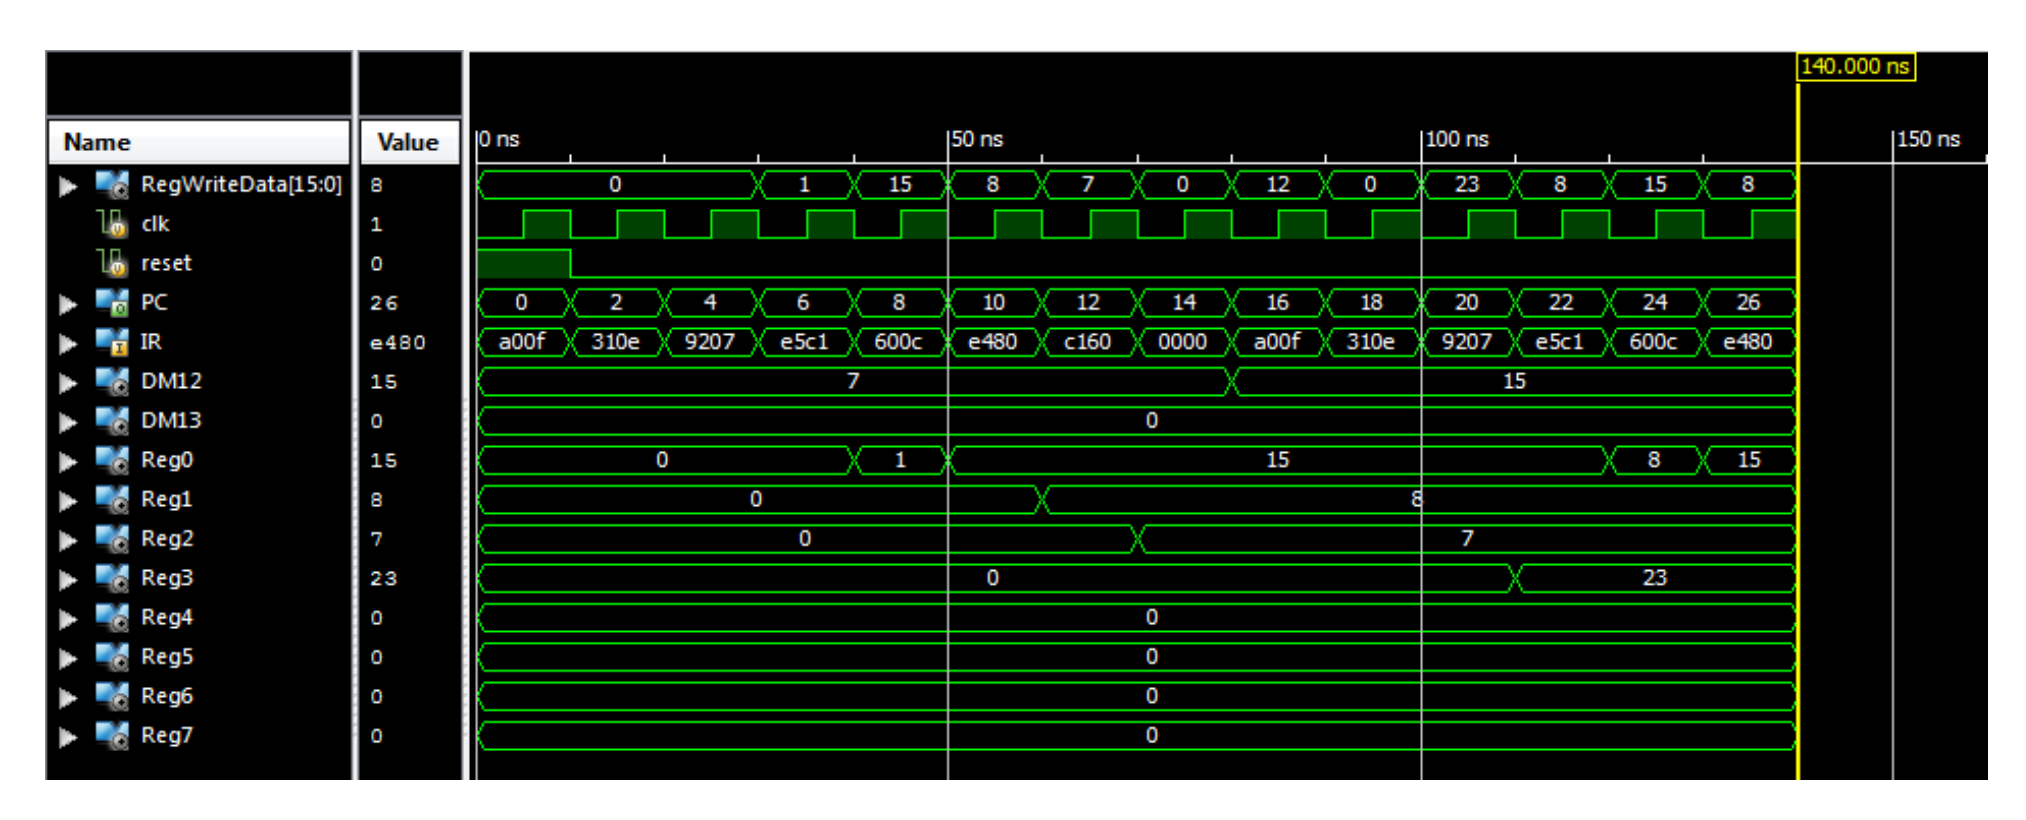 140.000 ns
Name Value 0 ns 50 ns 100 ns 150 ns
RegWriteData[15:0] 8 0 1 15 8 7 0 12 0 23 8 15 8
clk 1
reset 0
PC 26 0 2 4 6 8 10 12 14 16 18 20 22 24 26
IR e480 a00f 310e 9207 e5c1 600c e480 c160 0000 a00f 310e 9207 e5c1 600c e480
DM12 15 7 15
DM13 0 0
Reg0 15 0 1 15 8 15
Reg1 8 0 8
Reg2 7 0 7
Reg3 23 0 23
Reg4 0 0
Reg5 0 0
Reg6 0 0
Reg7 0 0